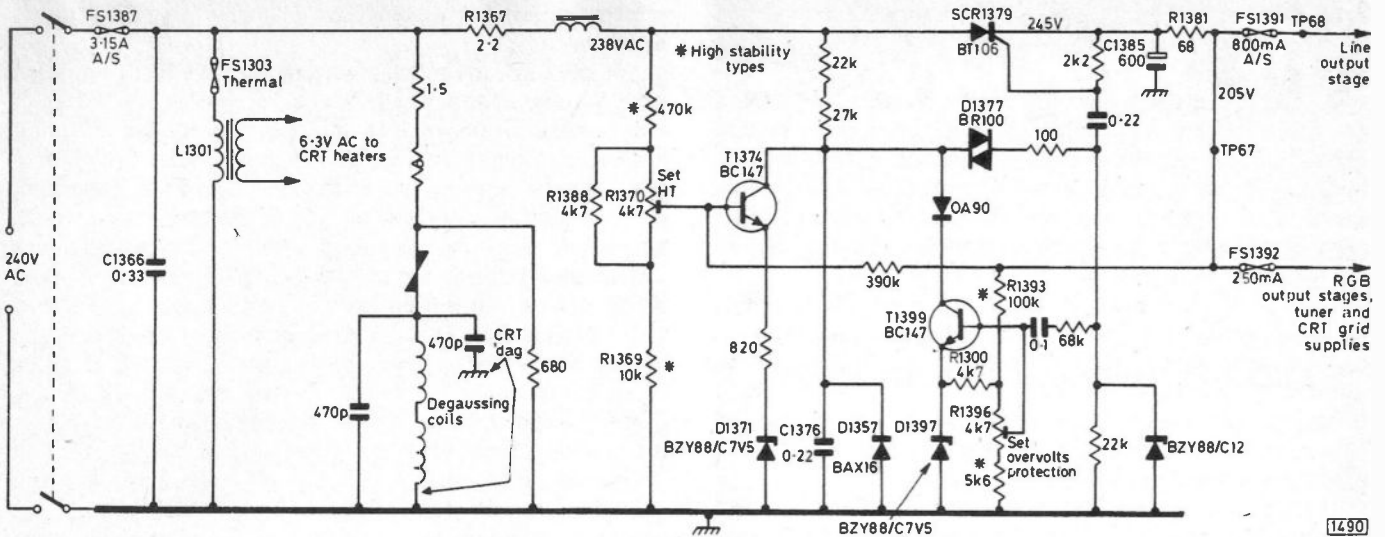 FS1387
3·15A
A/S
FS1303
Thermal
L1301
6·3V AC to
CRT heaters
240V
AC
C1366
0·33
R1367
2·2
1·5
470p
470p
CRT
dag
680
Degaussing
coils
238VAC
* High stability
types
*
470k
R1388
4k7
R1370
4k7
Set
HT
R1369
10k
*
T1374
BC147
22k
27k
820
D1371
BZY88/C7V5
C1376
0·22
D1357
BAX16
SCR1379
BT106
245V
2k2
C1385
600
R1381
68
FS1391
800mA
A/S
TP68
Line
output
stage
205V
TP67
0·22
D1377
BR100
100
OA90
390k
T1399
BC147
*
R1393
100k
0·1
68k
R1300
4k7
R1396
4k7
Set
overvolts
protection
*
5k6
D1397
BZY88/C7V5
22k
BZY88/C12
FS1392
250mA
RGB
output stages,
tuner and
CRT grid
supplies
1490